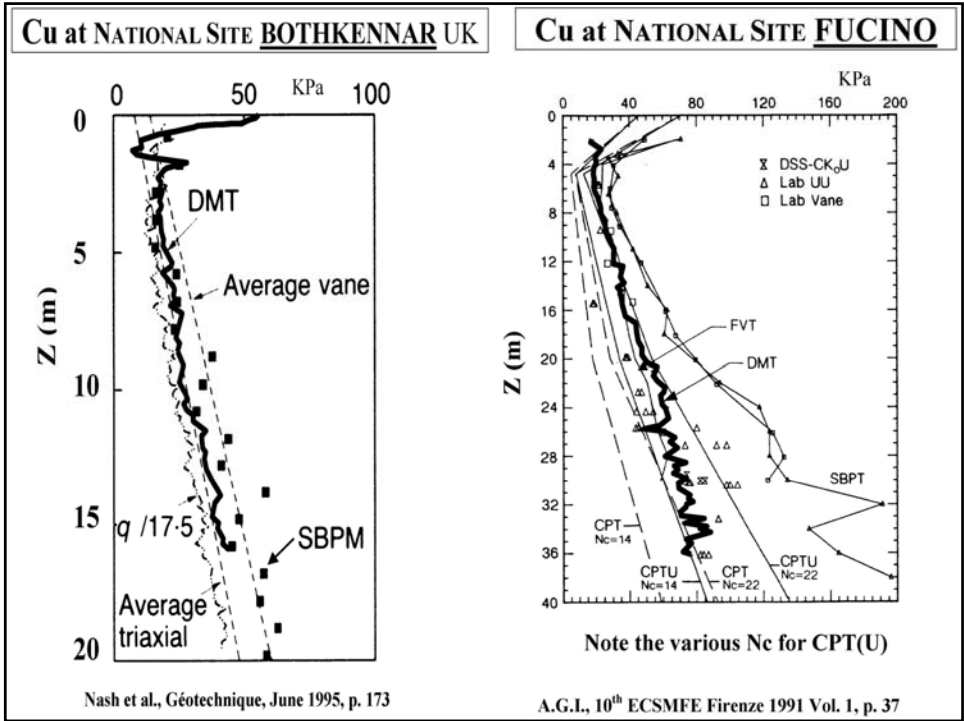 Cu at NATIONAL SITE BOTHKENNAR UK
KPa
0 50 100
0
5
10
15
20
Z (m)
DMT
Average vane
q /17·5
SBPM
Average
triaxial
Nash et al., Géotechnique, June 1995, p. 173
Cu at NATIONAL SITE FUCINO
KPa
0 40 80 120 160 200
0
4
8
12
16
20
24
28
32
36
40
Z (m)
DSS-CK₀U
Lab UU
Lab Vane
FVT
DMT
SBPT
CPT
Nc=14
CPTU
Nc=14
CPT
Nc=22
CPTU
Nc=22
Note the various Nc for CPT(U)
A.G.I., 10th ECSMFE Firenze 1991 Vol. 1, p. 37